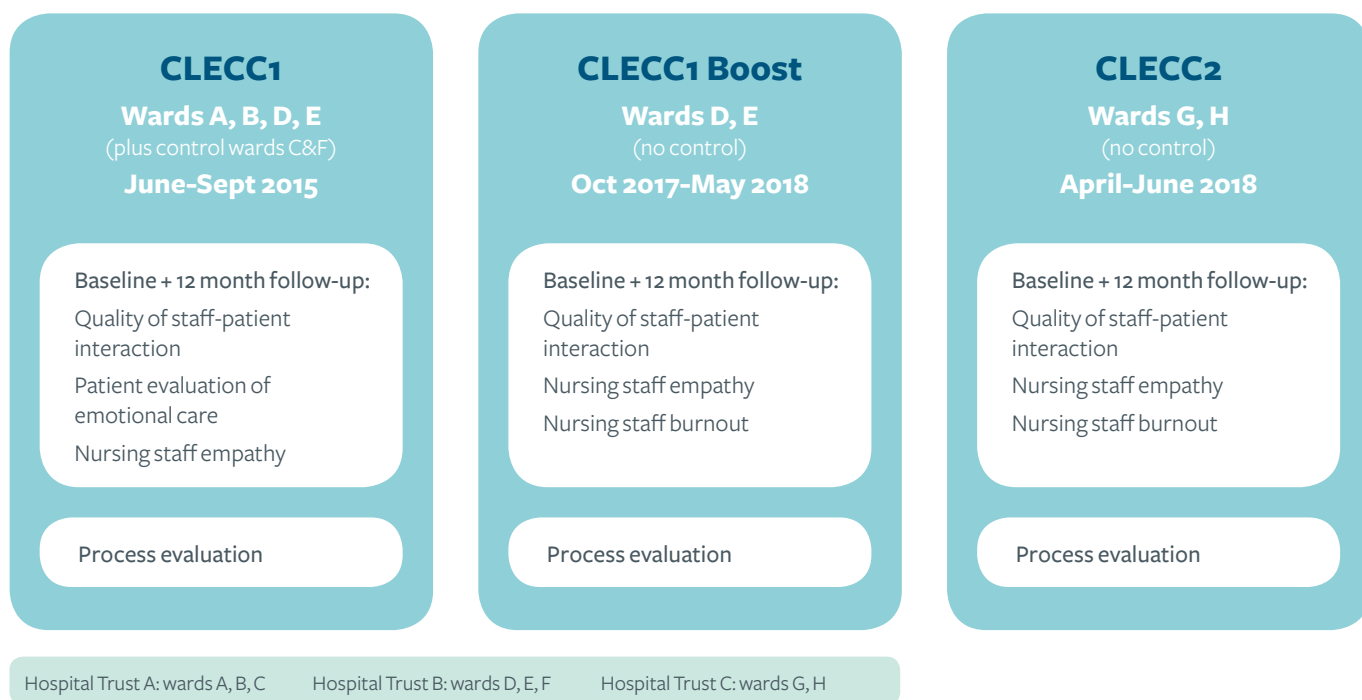 CLECC1
Wards A, B, D, E
(plus control wards C&F)
June-Sept 2015
Baseline + 12 month follow-up:
Quality of staff-patient
interaction
Patient evaluation of
emotional care
Nursing staff empathy
Process evaluation
CLECC1 Boost
Wards D, E
(no control)
Oct 2017-May 2018
Baseline + 12 month follow-up:
Quality of staff-patient
interaction
Nursing staff empathy
Nursing staff burnout
Process evaluation
CLECC2
Wards G, H
(no control)
April-June 2018
Baseline + 12 month follow-up:
Quality of staff-patient
interaction
Nursing staff empathy
Nursing staff burnout
Process evaluation
Hospital Trust A: wards A, B, C Hospital Trust B: wards D, E, F Hospital Trust C: wards G, H